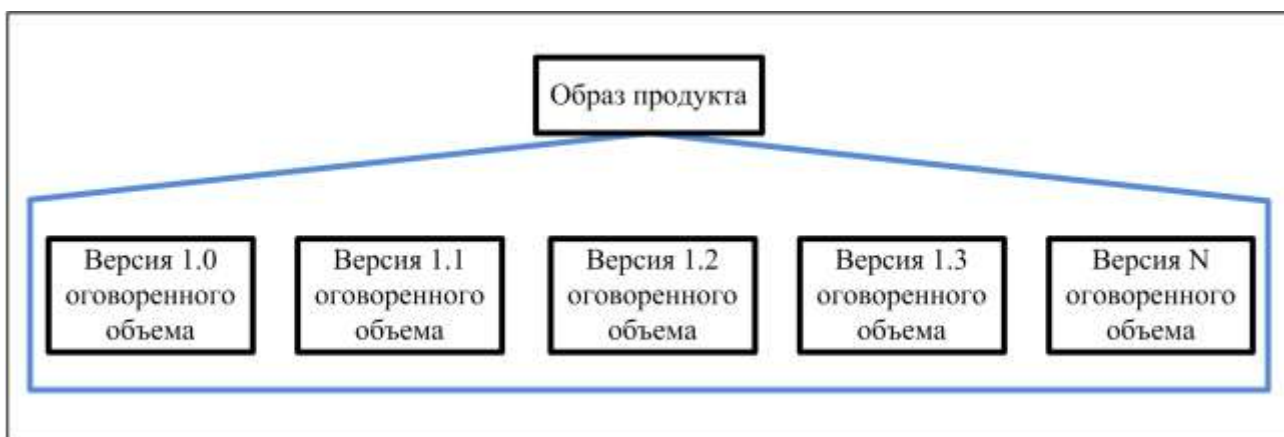 Образ продукта
Версия 1.0
оговоренного
объема
Версия 1.1
оговоренного
объема
Версия 1.2
оговоренного
объема
Версия 1.3
оговоренного
объема
Версия N
оговоренного
объема